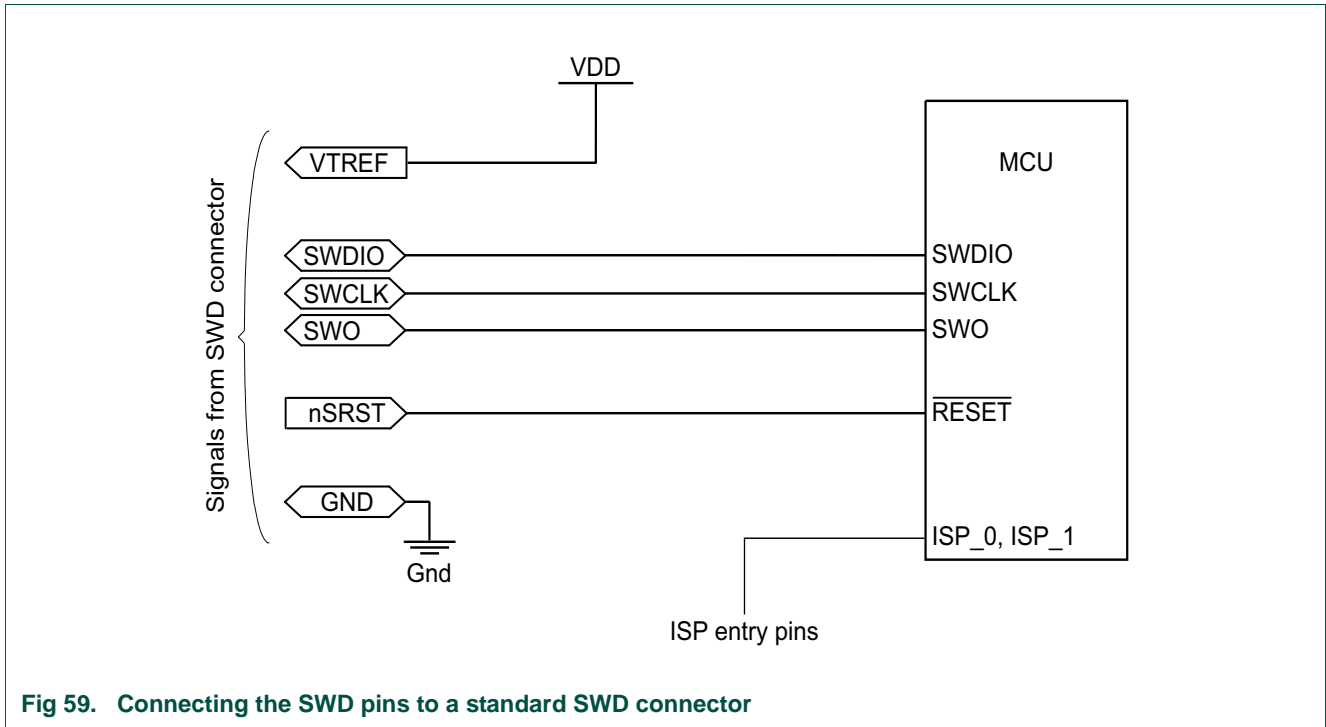 VDD
VTREF
MCU
Signals from SWD connector
SWDIO
SWDIO
SWCLK
SWCLK
SWO
SWO
nSRST
RESET
GND
ISP_0, ISP_1
Gnd
ISP entry pins
Fig 59. Connecting the SWD pins to a standard SWD connector